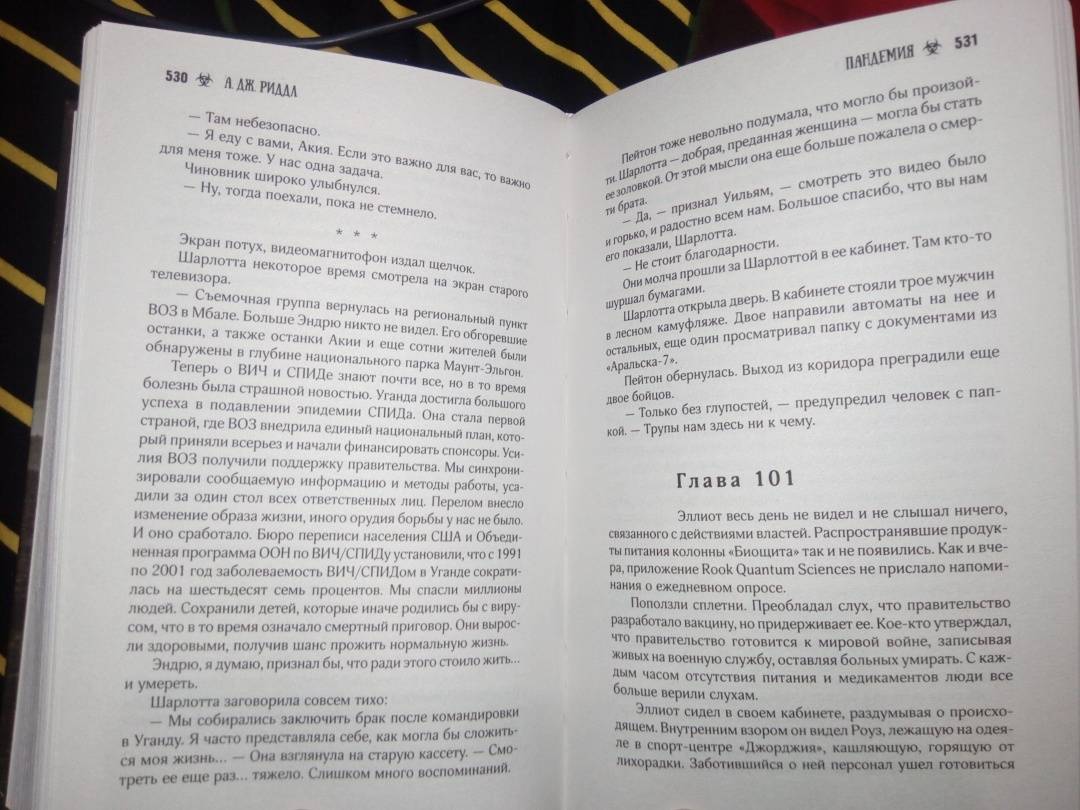 530 А. ДЖ. РИДДЛ
— Там небезопасно.
— Я еду с вами, Акия. Если это важно для вас, то важно
для меня тоже. У нас одна задача.
Чиновник широко улыбнулся.
— Ну, тогда поехали, пока не стемнело.
* * *
Экран потух, видеомагнитофон издал щелчок.
Шарлотта некоторое время смотрела на экран старого
телевизора.
— Съемочная группа вернулась на региональный пункт
ВОЗ в Мбале. Больше Эндрю никто не видел. Его обгоревшие
останки, а также останки Акии и еще сотни жителей были
обнаружены в глубине национального парка Маунт-Эльгон.
Теперь о ВИЧ и СПИДе знают почти все, но в то время
болезнь была страшной новостью. Уганда достигла большого
успеха в подавлении эпидемии СПИДа. Она стала первой
страной, где ВОЗ внедрила единый национальный план, кото-
рый приняли всерьез и начали финансировать спонсоры. Уси-
лия ВОЗ получили поддержку правительства. Мы синхрони-
зировали сообщаемую информацию и методы работы, уса-
дили за один стол всех ответственных лиц. Перелом внесло
изменение образа жизни, иного орудия борьбы у нас не было.
И оно сработало. Бюро переписи населения США и Объеди-
ненная программа ООН по ВИЧ/СПИДу установили, что с 1991
по 2001 год заболеваемость ВИЧ/СПИДом в Уганде сократи-
лась на шестьдесят семь процентов. Мы спасли миллионы
людей. Сохранили детей, которые иначе родились бы с виру-
сом, что в то время означало смертный приговор. Они вырос-
ли здоровыми, получив шанс прожить нормальную жизнь.
Эндрю, я думаю, признал бы, что ради этого стоило жить...
и умереть.
Шарлотта заговорила совсем тихо:
— Мы собирались заключить брак после командировки
в Уганду. Я часто представляла себе, как могла бы сложить-
ся моя жизнь... — Она взглянула на старую кассету. — Смо-
треть ее еще раз... тяжело. Слишком много воспоминаний.
ПАНДЕМИЯ 531
Пейтон тоже невольно подумала, что могло бы произой-
ти. Шарлотта — добрая, преданная женщина — могла бы стать
ее золовкой. От этой мысли она еще больше пожалела о смер-
ти брата.
— Да, — признал Уильям, — смотреть это видео было
и горько, и радостно всем нам. Большое спасибо, что вы нам
его показали, Шарлотта.
— Не стоит благодарности.
Они молча прошли за Шарлоттой в ее кабинет. Там кто-то
шуршал бумагами.
Шарлотта открыла дверь. В кабинете стояли трое мужчин
в лесном камуфляже. Двое направили автоматы на нее и
остальных, еще один просматривал папку с документами из
«Аральска-7».
Пейтон обернулась. Выход из коридора преградили еще
двое бойцов.
— Только без глупостей, — предупредил человек с пап-
кой. — Трупы нам здесь ни к чему.
Глава 101
Эллиот весь день не видел и не слышал ничего,
связанного с действиями властей. Распространявшие продук-
ты питания колонны «Биощита» так и не появились. Как и вче-
ра, приложение Rook Quantum Sciences не прислало напоми-
нания о ежедневном опросе.
Поползли сплетни. Преобладал слух, что правительство
разработало вакцину, но придерживает ее. Кое-кто утверждал,
что правительство готовится к мировой войне, записывая
живых на военную службу, оставляя больных умирать. С каж-
дым часом отсутствия питания и медикаментов люди все
больше верили слухам.
Эллиот сидел в своем кабинете, раздумывая о происхо-
дящем. Внутренним взором он видел Роуз, лежащую на одея-
ле в спорт-центре «Джорджия», кашляющую, горящую от
лихорадки. Заботившийся о ней персонал ушел готовиться